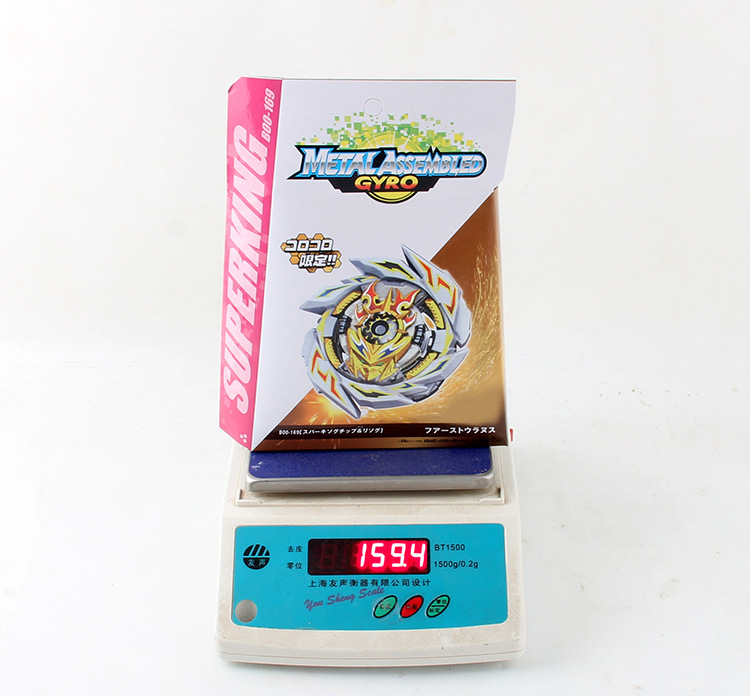 SUPERKING B00-169
METAL ASSEMBLED
GYRO
コロコロ
限定!!
B00-169【スパーキングチップ&リソグ】
フアーストウラヌス
去皮
159.4
BT1500
零位
1500g/0.2g
友声
上海友声衡器有限公司设计
You Sheng Scale